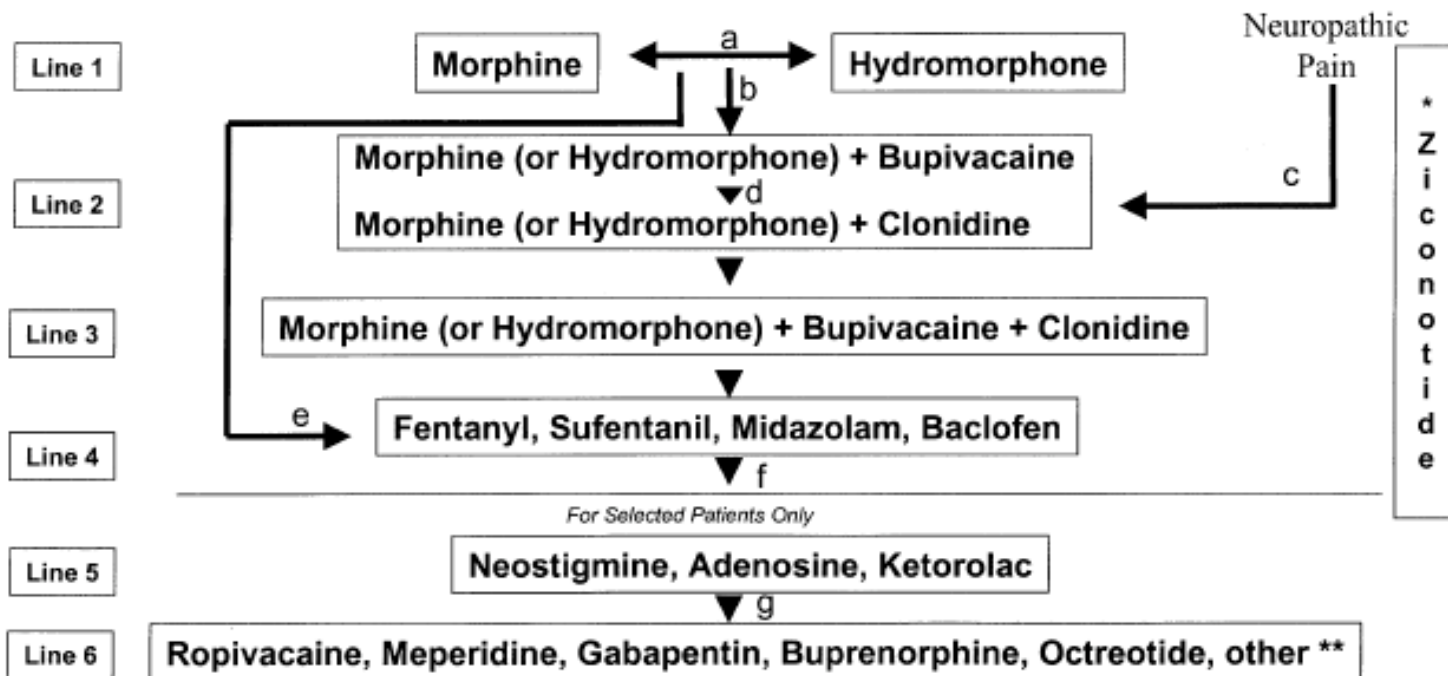 Neuropathic
Pain
Line 1
Morphine
a
Hydromorphone
b
Morphine (or Hydromorphone) + Bupivacaine
d
Morphine (or Hydromorphone) + Clonidine
Line 2
c
Line 3
Morphine (or Hydromorphone) + Bupivacaine + Clonidine
e
Fentanyl, Sufentanil, Midazolam, Baclofen
Line 4
f
For Selected Patients Only
Line 5
Neostigmine, Adenosine, Ketorolac
g
Line 6
Ropivacaine, Meperidine, Gabapentin, Buprenorphine, Octreotide, other **
* Ziconotide